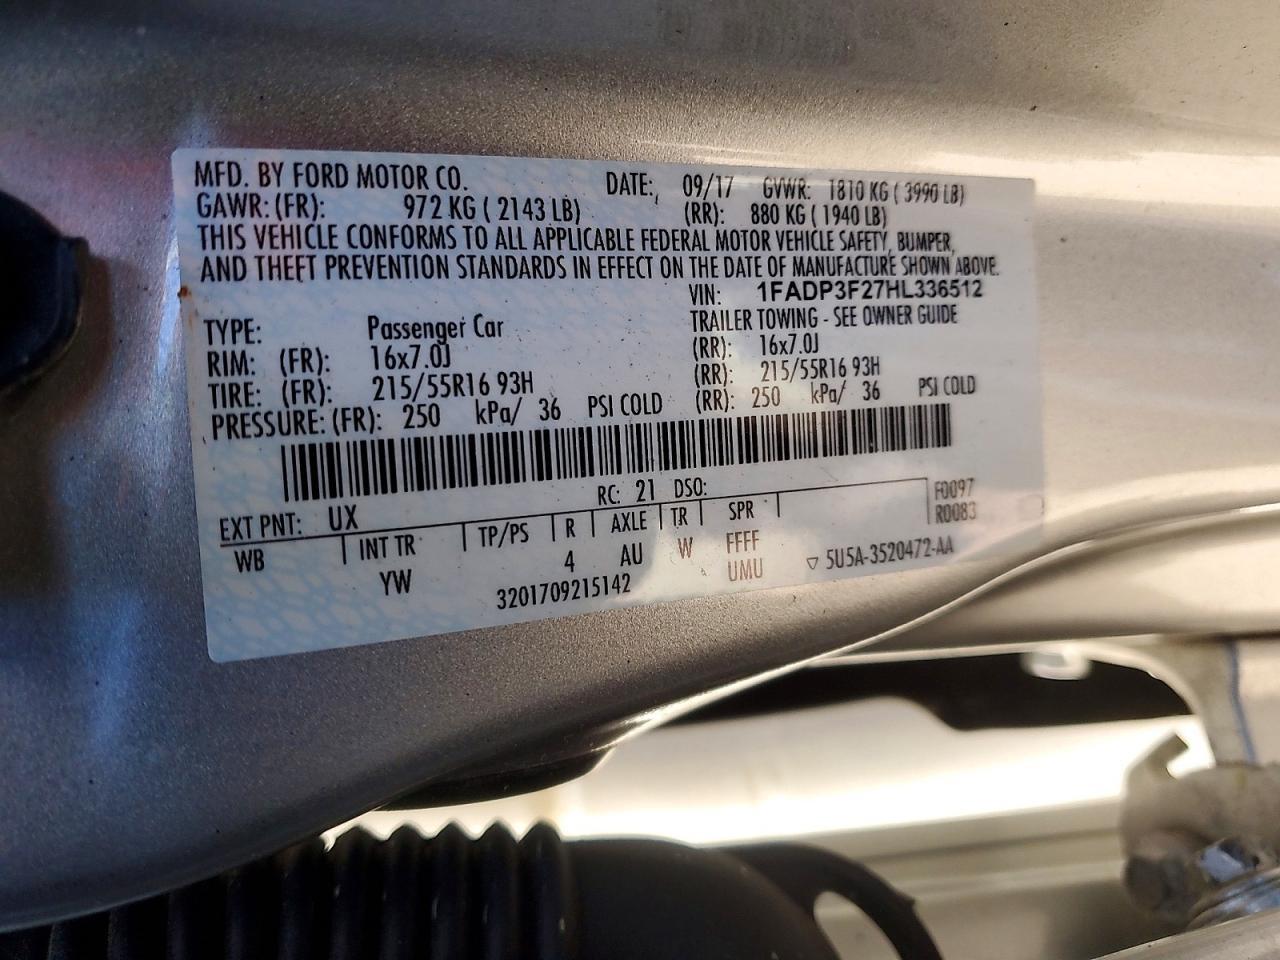 MFD. BY FORD MOTOR CO. DATE: 09/17 GVWR: 1810 KG ( 3990 LB)
GAWR: (FR): 972 KG ( 2143 LB) (RR): 880 KG ( 1940 LB)
THIS VEHICLE CONFORMS TO ALL APPLICABLE FEDERAL MOTOR VEHICLE SAFETY, BUMPER,
AND THEFT PREVENTION STANDARDS IN EFFECT ON THE DATE OF MANUFACTURE SHOWN ABOVE.
VIN: 1FADP3F27HL336512
TYPE: Passenger Car TRAILER TOWING - SEE OWNER GUIDE
RIM: (FR): 16x7.0J (RR): 16x7.0J
TIRE: (FR): 215/55R16 93H (RR): 215/55R16 93H
PRESSURE: (FR): 250 kPa/ 36 PSI COLD (RR): 250 kPa/ 36 PSI COLD
EXT PNT: UX RC: 21 DSO: F0097
WB INT TR TP/PS R AXLE TR SPR R0083
YW 4 AU W FFFF
3201709215142 UMU ▽ 5U5A-3520472-AA